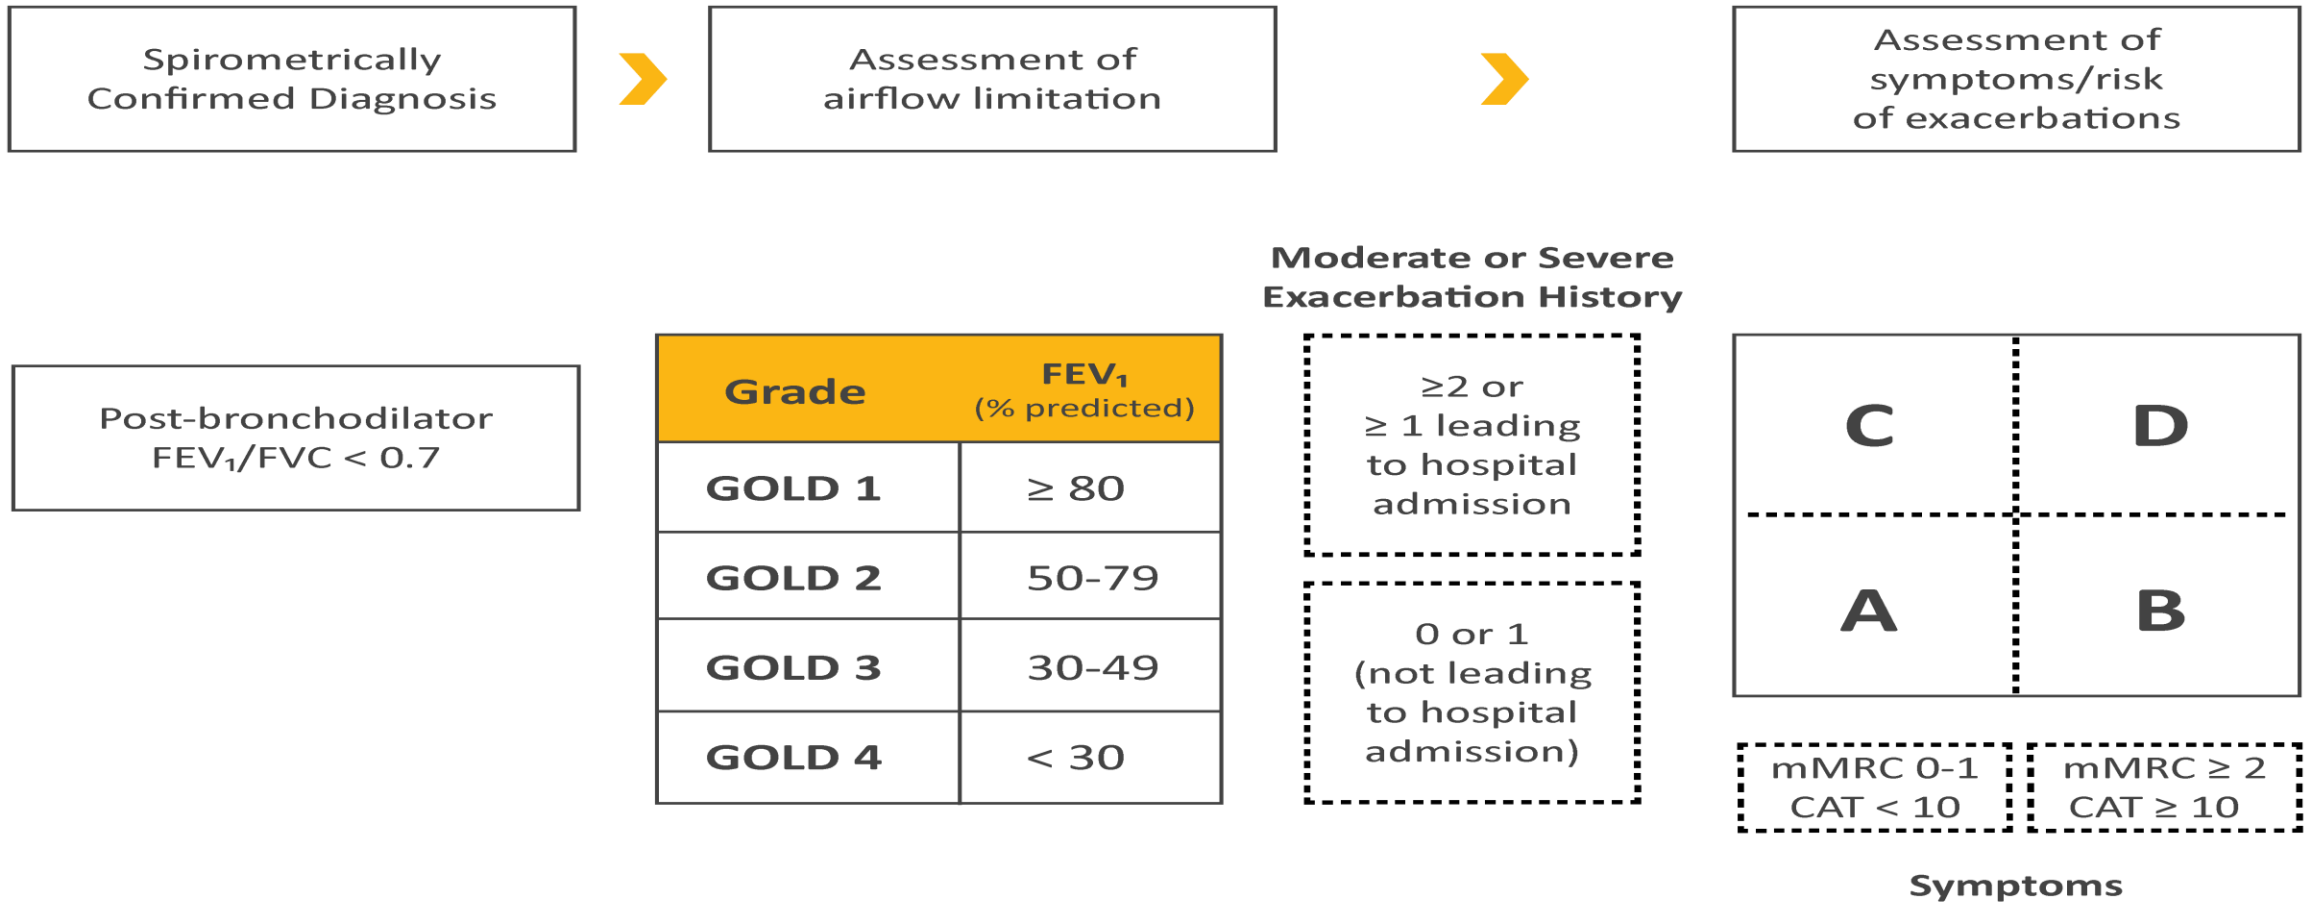 Spirometrically
Confirmed Diagnosis
Assessment of
airflow limitation
Assessment of
symptoms/risk
of exacerbations
Post-bronchodilator
FEV₁/FVC < 0.7
Grade
FEV₁
(% predicted)
GOLD 1
≥ 80
GOLD 2
50-79
GOLD 3
30-49
GOLD 4
< 30
Moderate or Severe
Exacerbation History
≥2 or
≥ 1 leading
to hospital
admission
0 or 1
(not leading
to hospital
admission)
C
D
A
B
mMRC 0-1
CAT < 10
mMRC ≥ 2
CAT ≥ 10
Symptoms